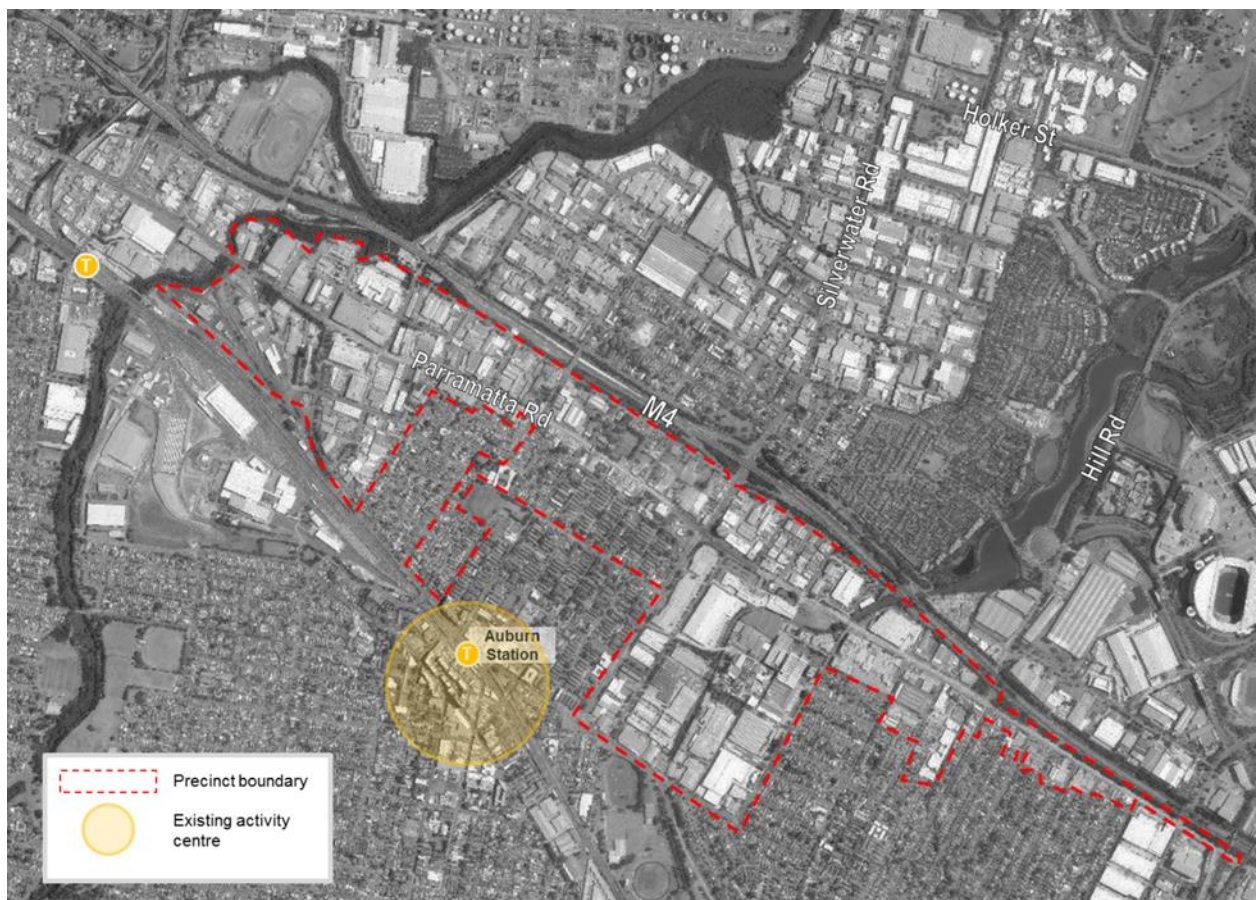 Holker St
Silverwater Rd
T
Parramatta Rd
M4
Hill Rd
T
Auburn
Station
Precinct boundary
Existing activity
centre